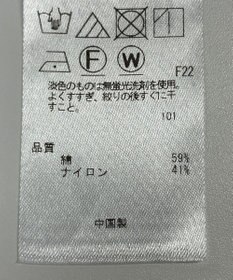 F W
F22
淡色のものは無蛍光洗剤を使用。
よくすすぎ、絞りの後すぐに干
すこと。
101
品質
綿 59%
ナイロン 41%
中国製